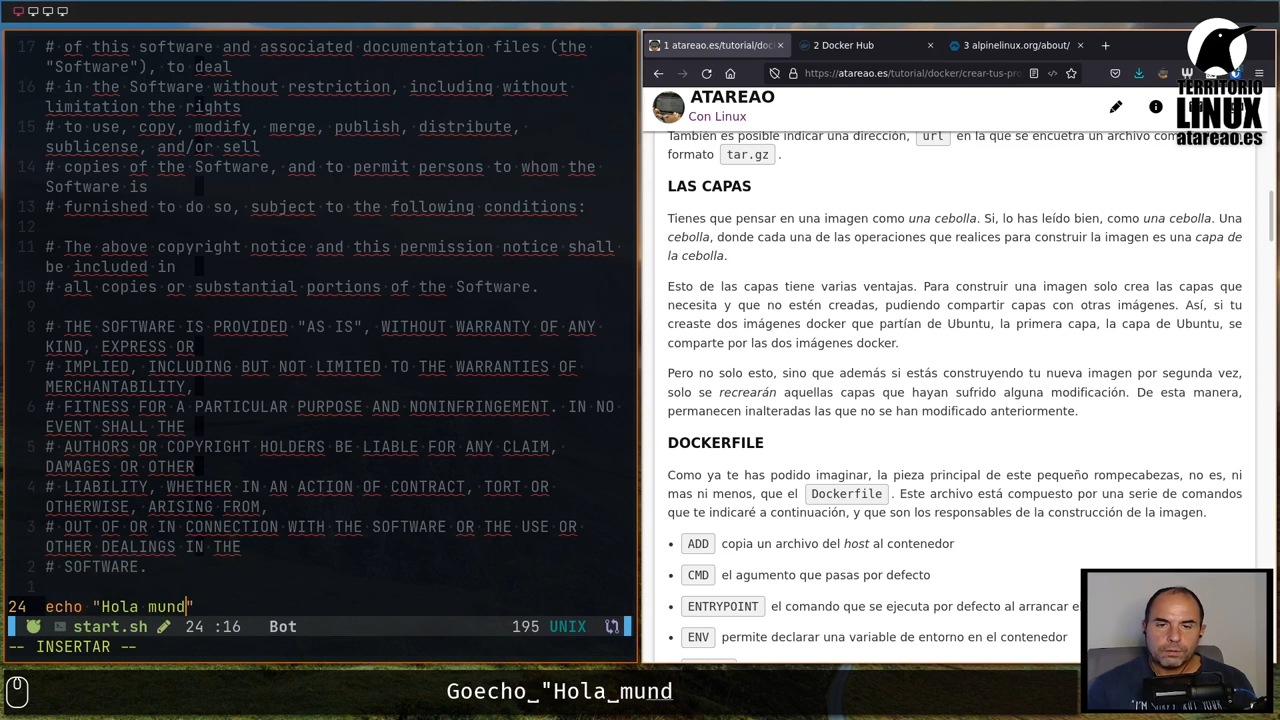 17 # of this software and associated documentation files (the
"Software"), to deal
16 # in the Software without restriction, including without
limitation the rights
15 # to use, copy, modify, merge, publish, distribute,
sublicense, and/or sell
14 # copies of the Software, and to permit persons to whom the
Software is
13 # furnished to do so, subject to the following conditions:
12
11 # The above copyright notice and this permission notice shall
be included in
10 # all copies or substantial portions of the Software.
9
8 # THE SOFTWARE IS PROVIDED "AS IS", WITHOUT WARRANTY OF ANY
KIND, EXPRESS OR
7 # IMPLIED, INCLUDING BUT NOT LIMITED TO THE WARRANTIES OF
MERCHANTABILITY,
6 # FITNESS FOR A PARTICULAR PURPOSE AND NONINFRINGEMENT. IN NO
EVENT SHALL THE
5 # AUTHORS OR COPYRIGHT HOLDERS BE LIABLE FOR ANY CLAIM,
DAMAGES OR OTHER
4 # LIABILITY, WHETHER IN AN ACTION OF CONTRACT, TORT OR
OTHERWISE, ARISING FROM,
3 # OUT OF OR IN CONNECTION WITH THE SOFTWARE OR THE USE OR
OTHER DEALINGS IN THE
2 # SOFTWARE.
1
24 echo "Hola mund"
start.sh 24 :16 Bot 195 UNIX
-- INSERTAR --
1 atareao.es/tutorial/doc 2 Docker Hub 3 alpinelinux.org/about/
https://atareao.es/tutorial/docker/crear-tus-pro
TERRITORIO
LINUX
atareao.es
ATAREAO
Con Linux
También es posible indicar una dirección, url en la que se encuetra un archivo com
formato tar.gz .
LAS CAPAS
Tienes que pensar en una imagen como una cebolla. Si, lo has leído bien, como una cebolla. Una
cebolla, donde cada una de las operaciones que realices para construir la imagen es una capa de
la cebolla.
Esto de las capas tiene varias ventajas. Para construir una imagen solo crea las capas que
necesita y que no estén creadas, pudiendo compartir capas con otras imágenes. Así, si tu
creaste dos imágenes docker que partían de Ubuntu, la primera capa, la capa de Ubuntu, se
comparte por las dos imágenes docker.
Pero no solo esto, sino que además si estás construyendo tu nueva imagen por segunda vez,
solo se recrearán aquellas capas que hayan sufrido alguna modificación. De esta manera,
permanecen inalteradas las que no se han modificado anteriormente.
DOCKERFILE
Como ya te has podido imaginar, la pieza principal de este pequeño rompecabezas, no es, ni
mas ni menos, que el Dockerfile . Este archivo está compuesto por una serie de comandos
que te indicaré a continuación, y que son los responsables de la construcción de la imagen.
• ADD copia un archivo del host al contenedor
• CMD el agumento que pasas por defecto
• ENTRYPOINT el comando que se ejecuta por defecto al arrancar e
• ENV permite declarar una variable de entorno en el contenedor
Goecho␣"Hola␣mund